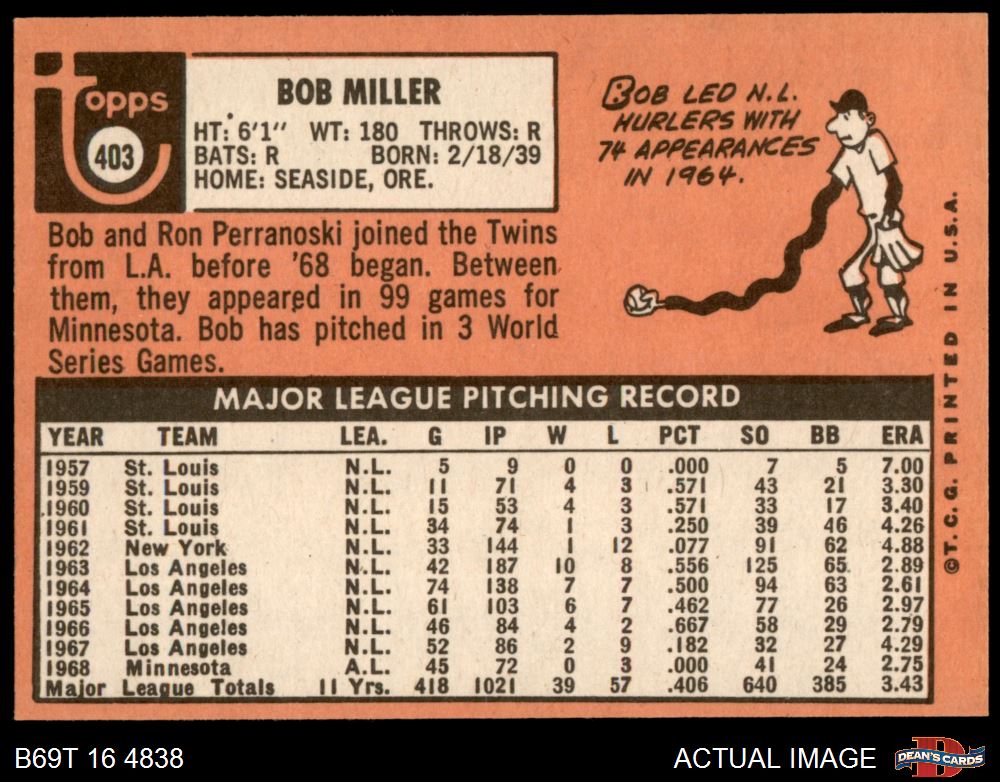 Topps
403
BOB MILLER
HT: 6'1" WT: 180 THROWS: R
BATS: R BORN: 2/18/39
HOME: SEASIDE, ORE.
BOB LED N.L.
HURLERS WITH
74 APPEARANCES
IN 1964.
Bob and Ron Perranoski joined the Twins
from L.A. before '68 began. Between
them, they appeared in 99 games for
Minnesota. Bob has pitched in 3 World
Series Games.
MAJOR LEAGUE PITCHING RECORD
YEAR TEAM LEA. G IP W L PCT SO BB ERA
1957 St. Louis N.L. 5 9 0 0 .000 7 5 7.00
1959 St. Louis N.L. 11 71 4 3 .571 43 21 3.30
1960 St. Louis N.L. 15 53 4 3 .571 33 17 3.40
1961 St. Louis N.L. 34 74 1 3 .250 39 46 4.26
1962 New York N.L. 33 144 1 12 .077 91 62 4.88
1963 Los Angeles N.L. 42 187 10 8 .556 125 65 2.89
1964 Los Angeles N.L. 74 138 7 7 .500 94 63 2.61
1965 Los Angeles N.L. 61 103 6 7 .462 77 26 2.97
1966 Los Angeles N.L. 46 84 4 2 .667 58 29 2.79
1967 Los Angeles N.L. 52 86 2 9 .182 32 27 4.29
1968 Minnesota A.L. 45 72 0 3 .000 41 24 2.75
Major League Totals 11 Yrs. 418 1021 39 57 .406 640 385 3.43
©T.C.G. PRINTED IN U.S.A.
B69T 16 4838
ACTUAL IMAGE
D
DEAN'S CARDS